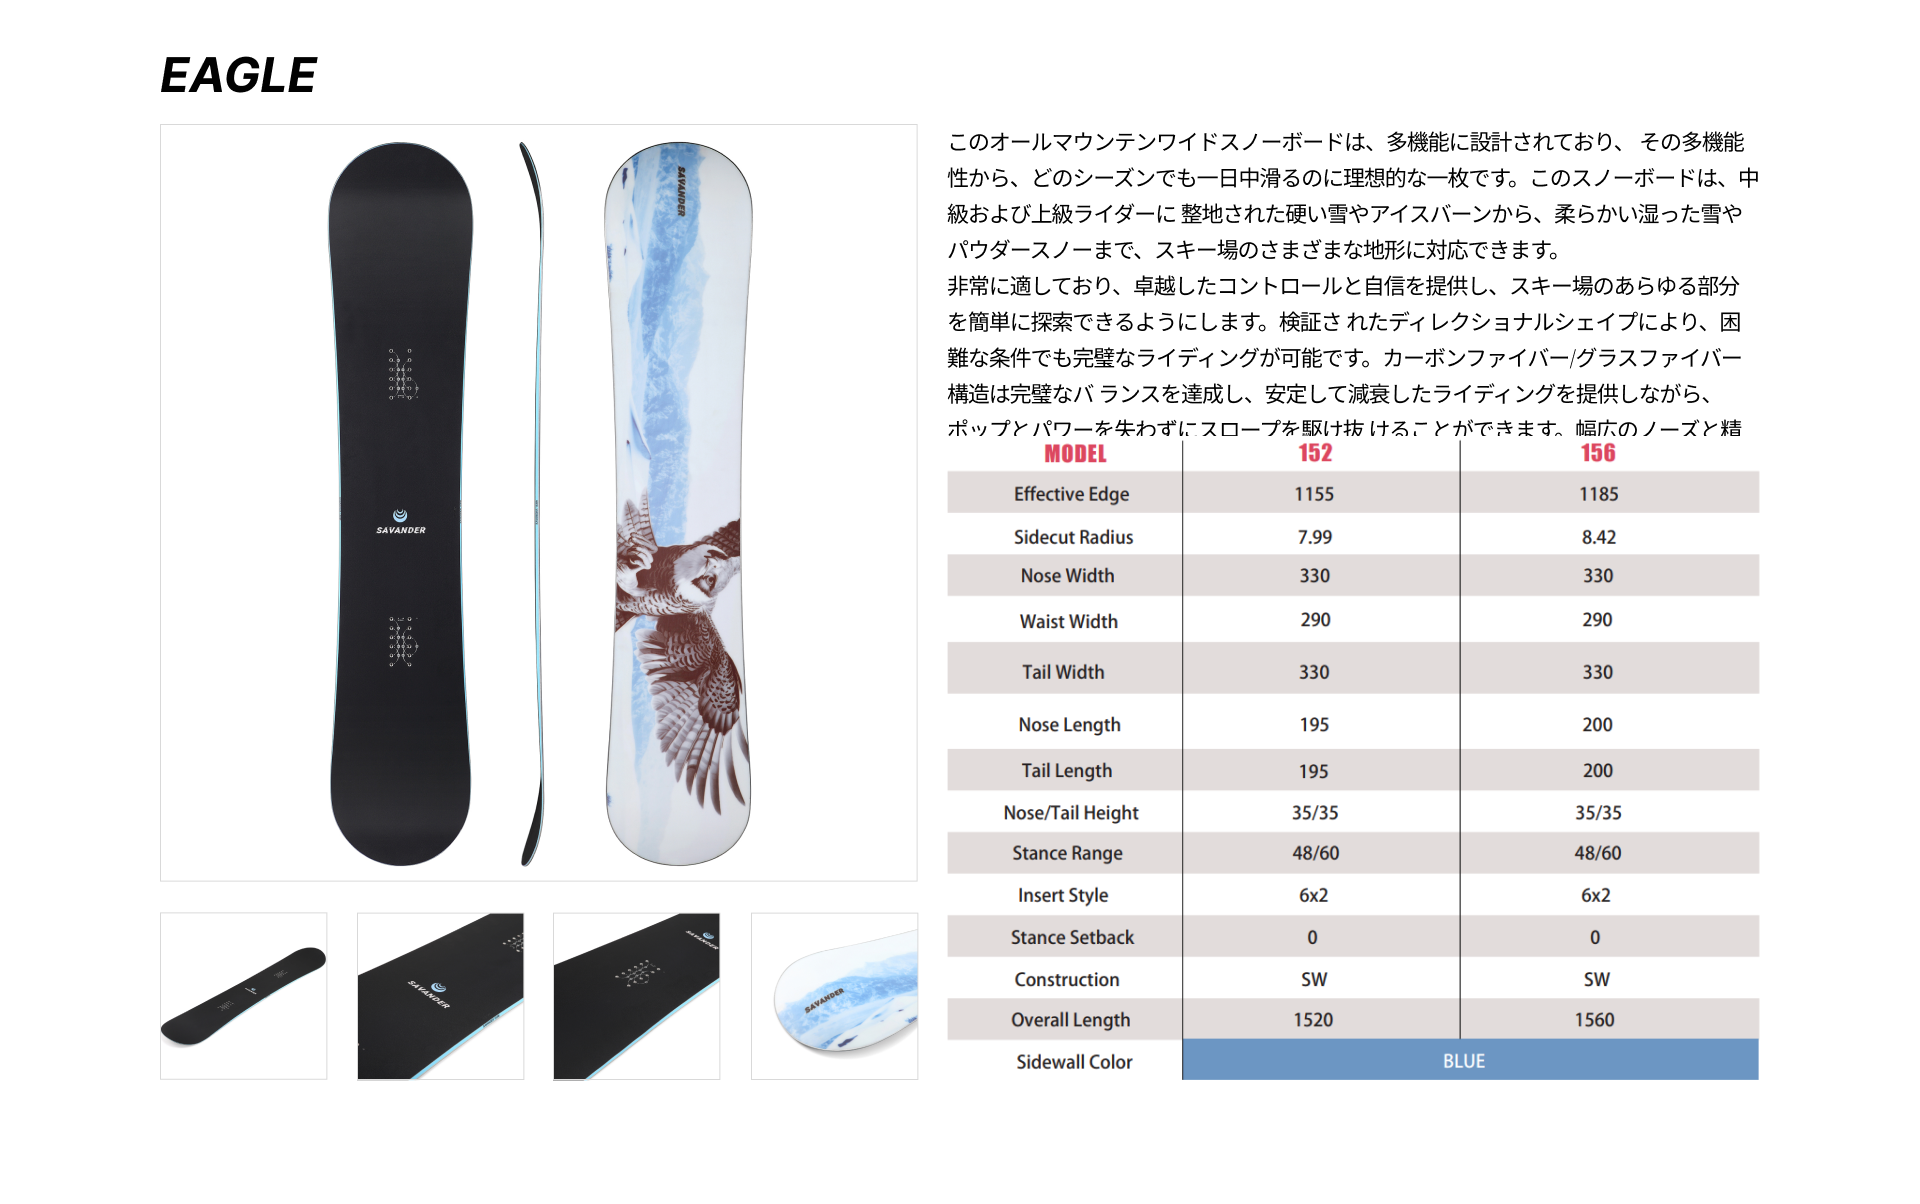 EAGLE
このオールマウンテンワイドスノーボードは、多機能に設計されており、 その多機能
性から、どのシーズンでも一日中滑るのに理想的な一枚です。このスノーボードは、中
級および上級ライダーに 整地された硬い雪やアイスバーンから、柔らかい湿った雪や
パウダースノーまで、スキー場のさまざまな地形に対応できます。
非常に適しており、卓越したコントロールと自信を提供し、スキー場のあらゆる部分
を簡単に探索できるようにします。検証さ れたディレクショナルシェイプにより、困
難な条件でも完璧なライディングが可能です。カーボンファイバー/グラスファイバー
構造は完璧なバ ランスを達成し、安定して減衰したライディングを提供しながら、
ポップとパワーを失わずにスロープを駆け抜 けることができます。幅広のノーズと精
MODEL 152 156
Effective Edge 1155 1185
Sidecut Radius 7.99 8.42
Nose Width 330 330
Waist Width 290 290
Tail Width 330 330
Nose Length 195 200
Tail Length 195 200
Nose/Tail Height 35/35 35/35
Stance Range 48/60 48/60
Insert Style 6x2 6x2
Stance Setback 0 0
Construction SW SW
Overall Length 1520 1560
Sidewall Color BLUE
SAVANDER
SAVANDER
SAVANDER
SAVANDER
SAVANDER